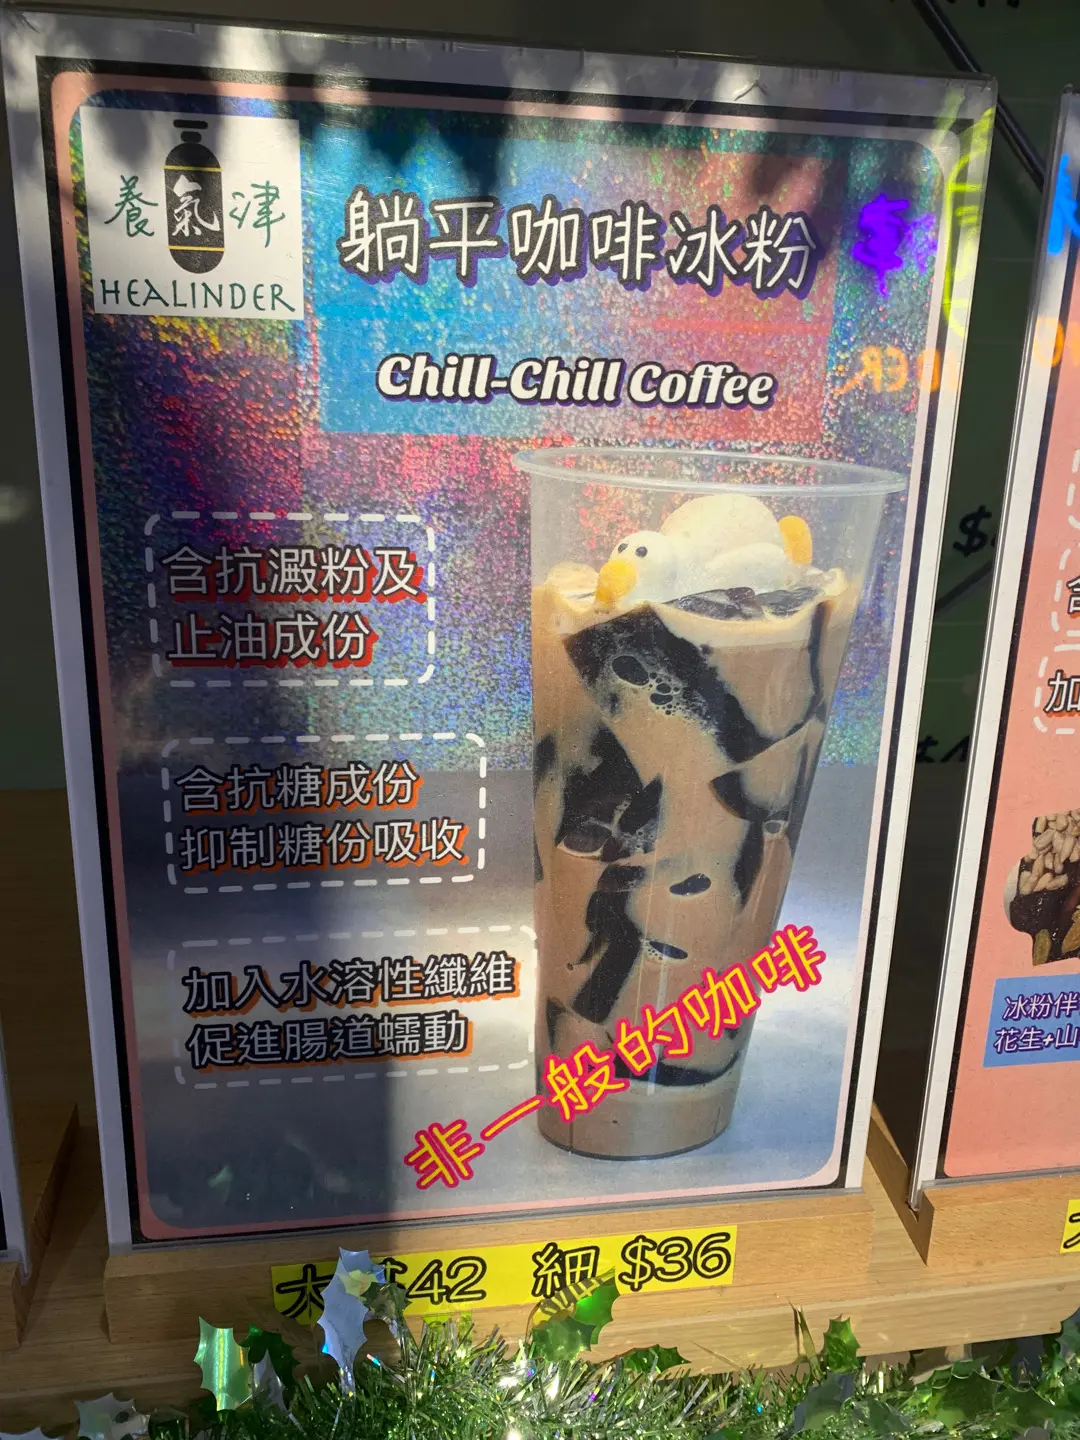 養氣津
HEALINDER
躺平咖啡冰粉
Chill-Chill Coffee
含抗澱粉及
止油成份
含抗糖成份
抑制糖份吸收
加入水溶性纖維
促進腸道蠕動
非一般的咖啡
大 $42 細 $36
加
冰粉伴
花生+山